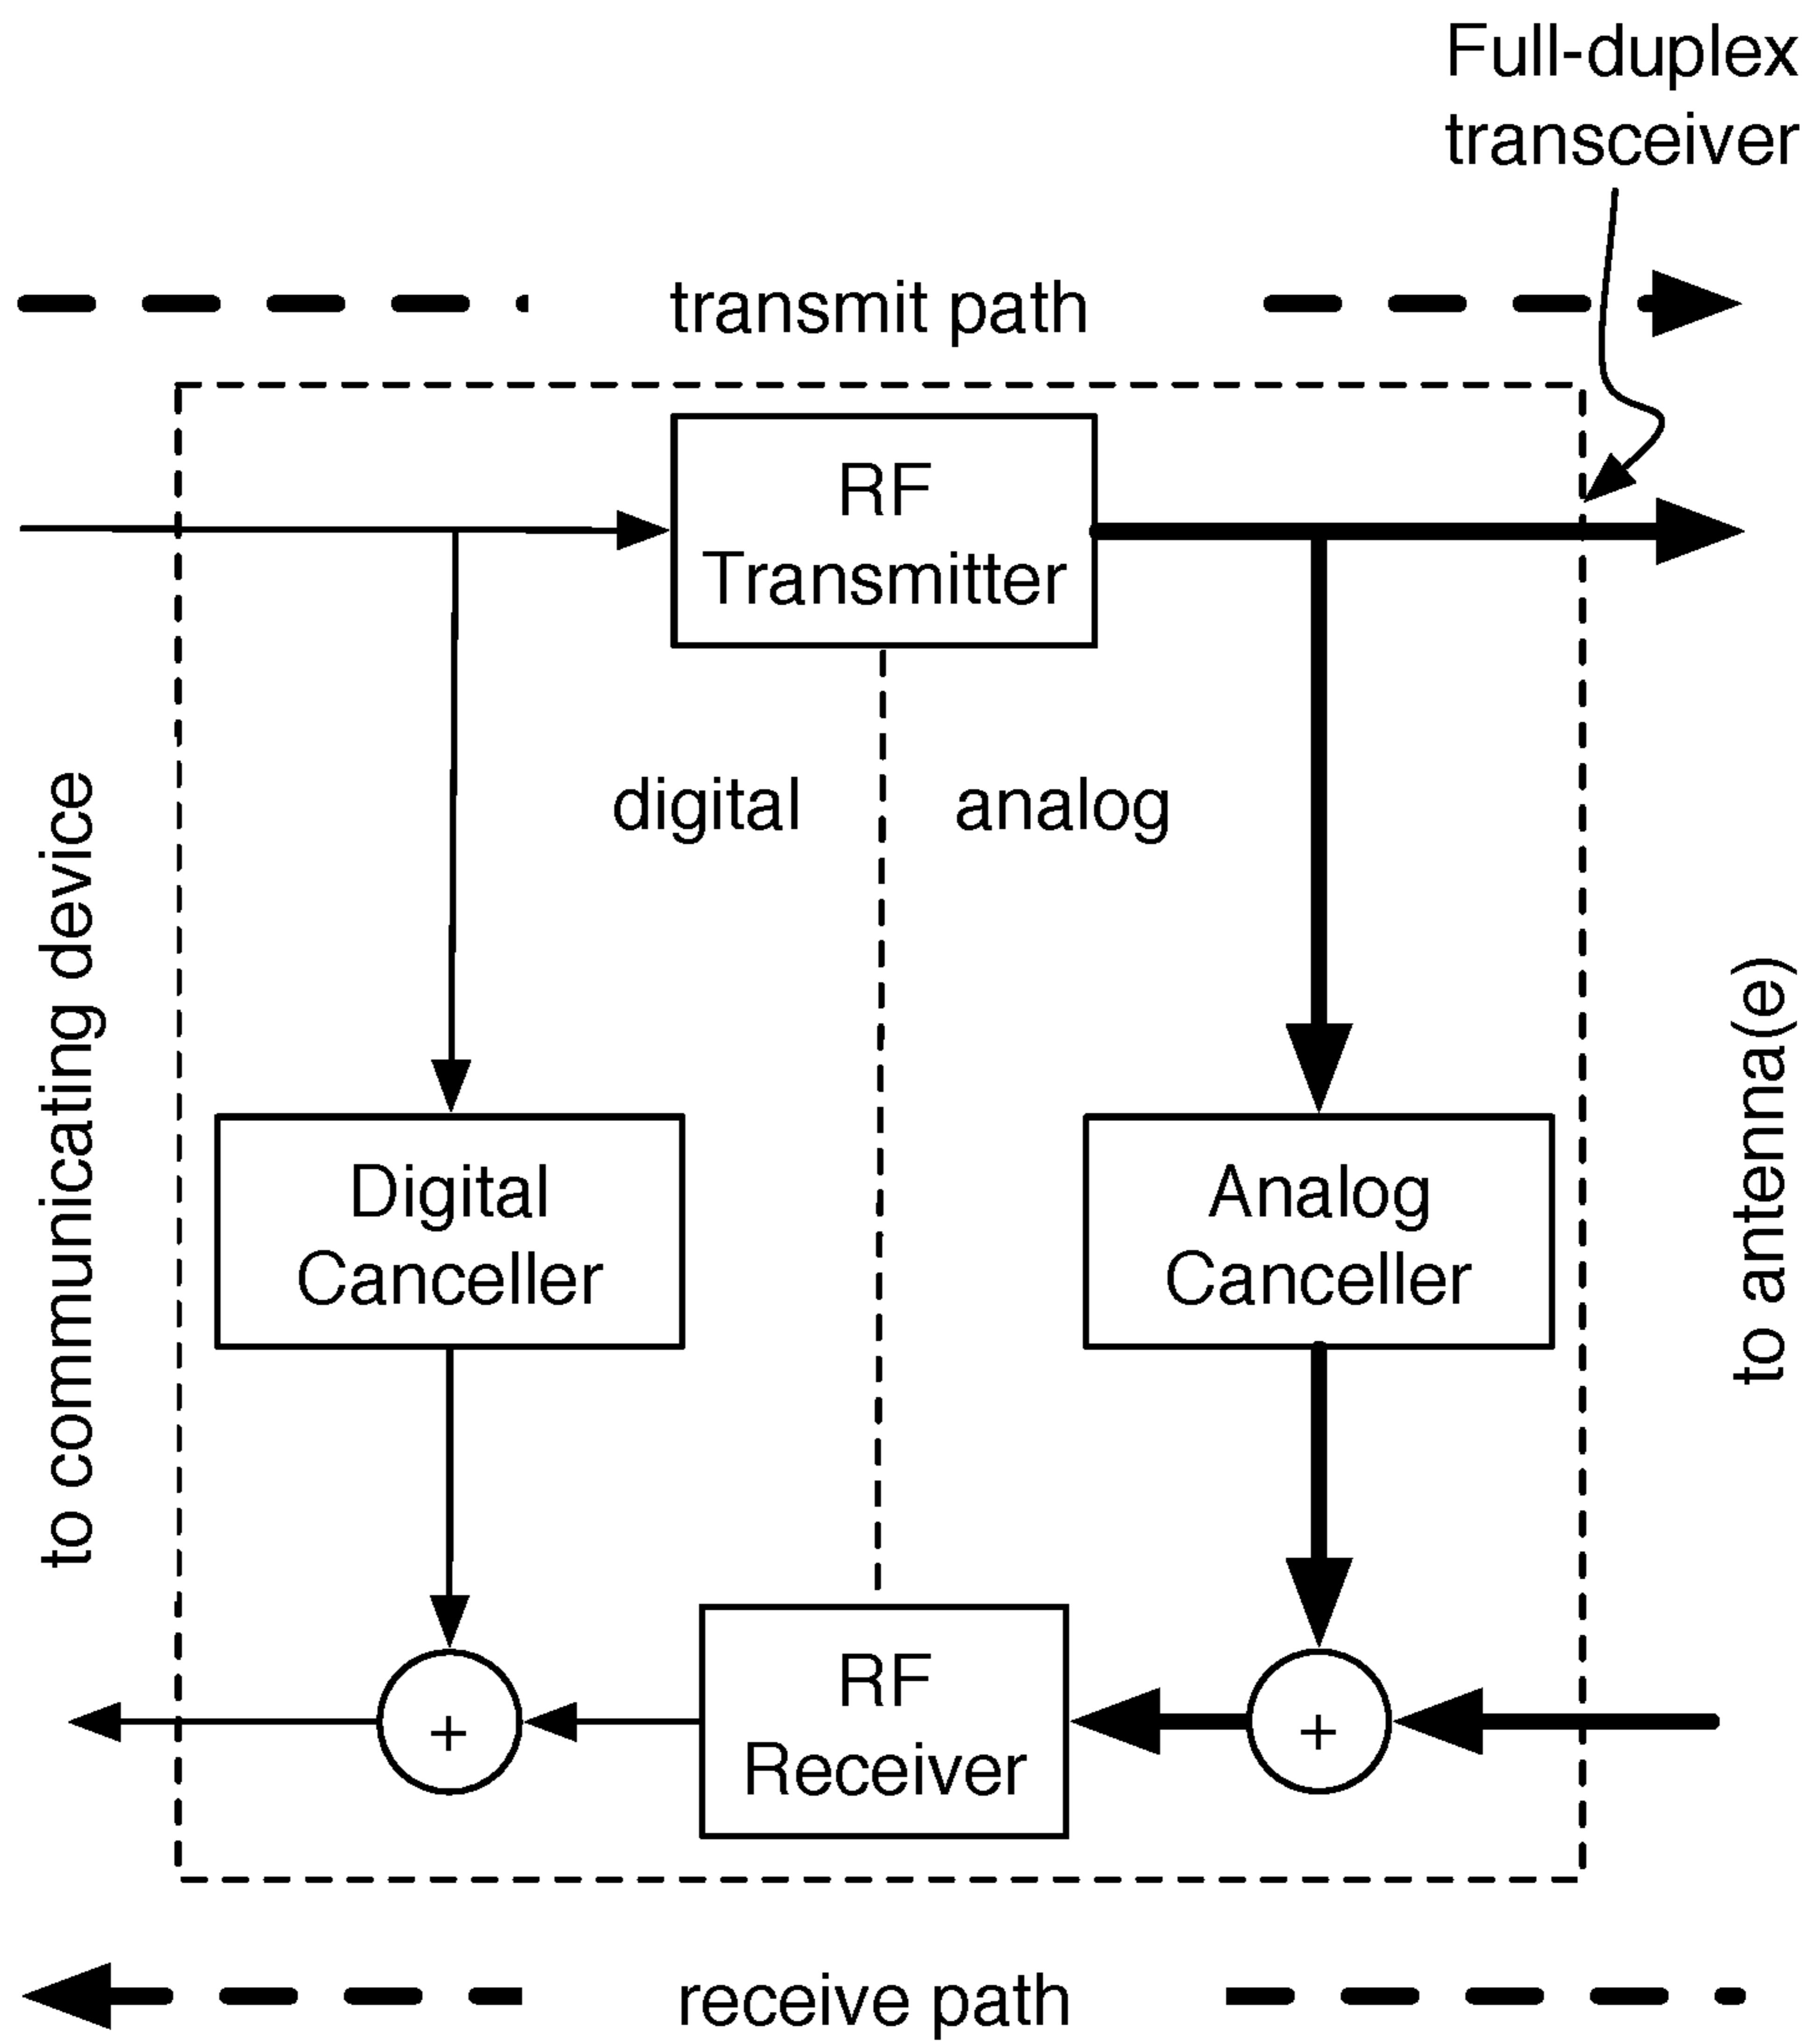 Full-duplex
transceiver
transmit path
RF
Transmitter
digital
analog
to communicating device
to antenna(e)
Digital
Canceller
Analog
Canceller
+
RF
Receiver
+
receive path